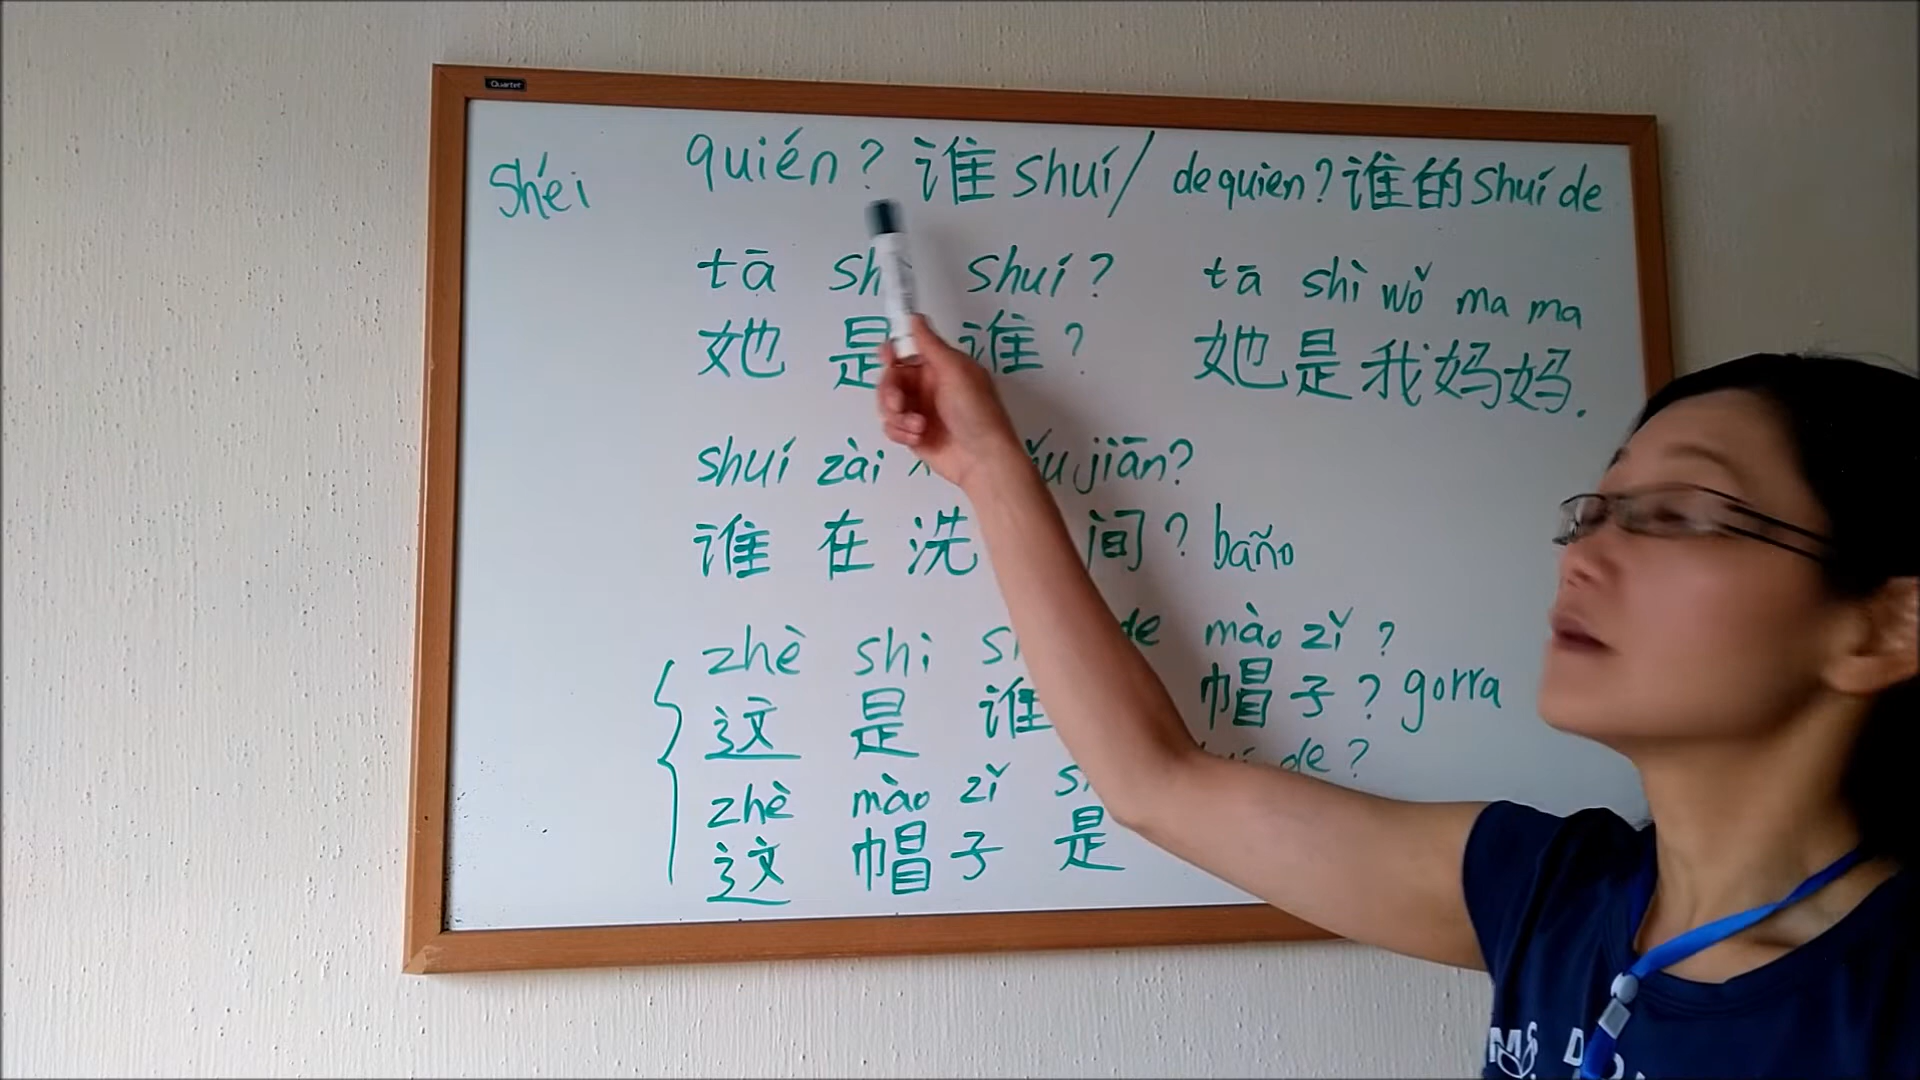 Quartet
shéi quién? 谁 shuí / de quien? 谁的 shuí de
tā shì shuí? tā shì wǒ ma ma
她 是 谁? 她是我妈妈.
shuí zài jiān?
谁 在 洗 间? baño
zhè shi de mào zǐ ?
这 是 谁 帽子? gorra
zhè mào zǐ de?
这 帽子 是